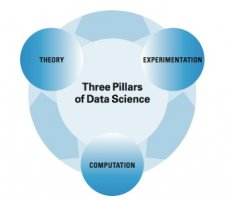 THEORY
EXPERIMENTATION
Three Pillars
of Data Science
COMPUTATION